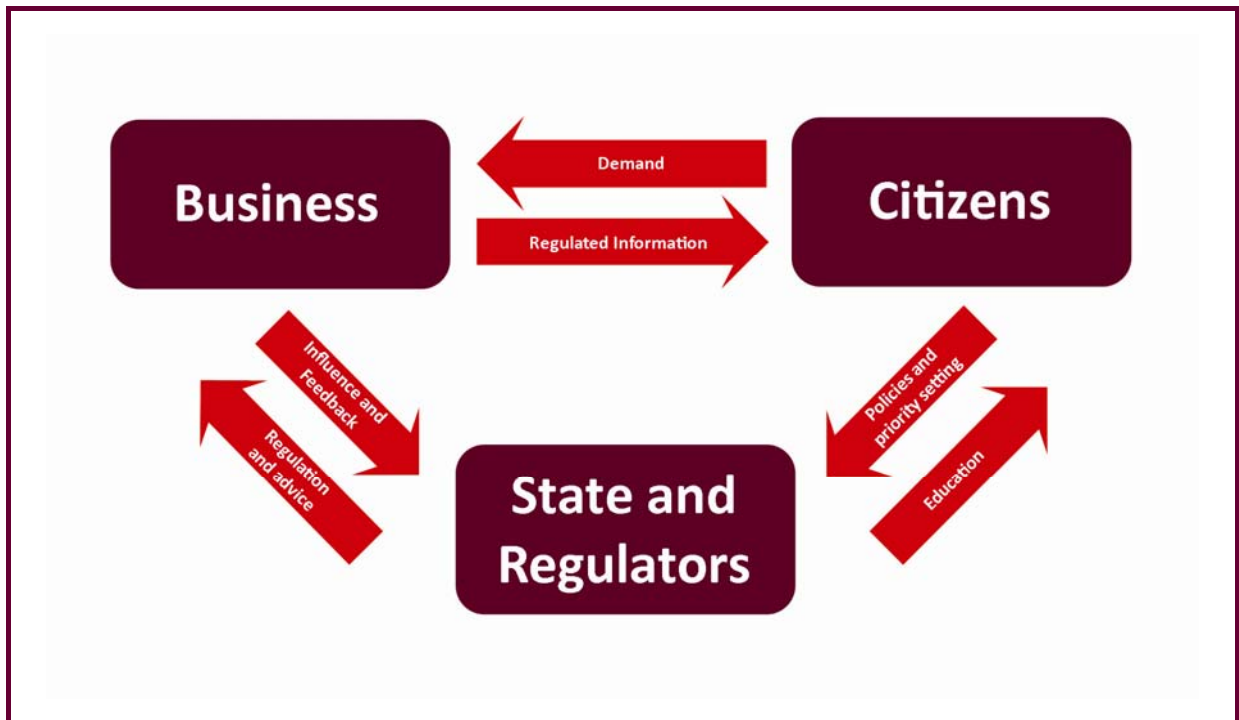 Business
Demand
Regulated Information
Citizens
Influence and
Feedback
Regulation
and advice
Policies and
priority setting
Education
State and
Regulators